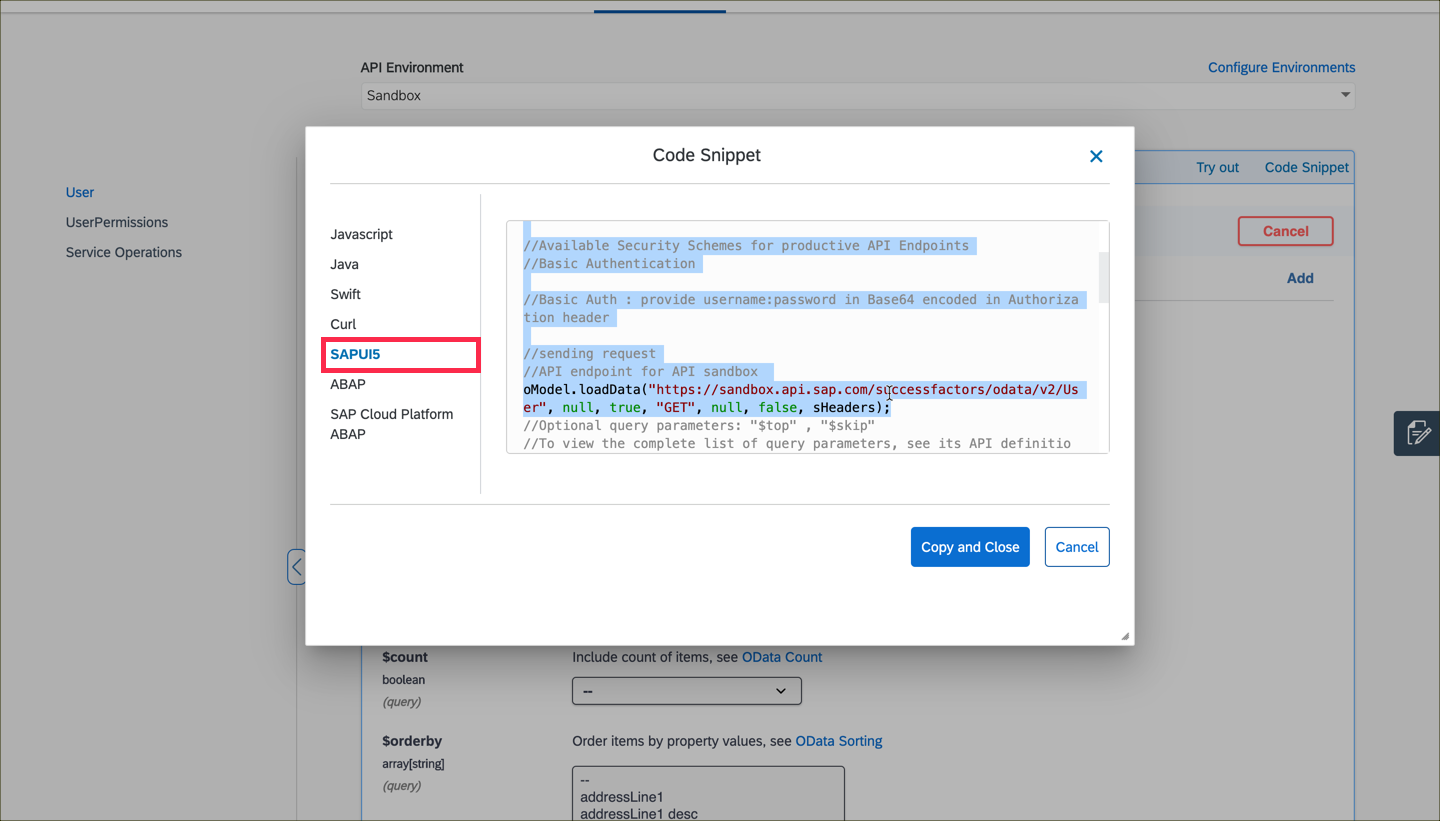 API Environment
Configure Environments
Sandbox
Code Snippet
Try out
Code Snippet
User
UserPermissions
Service Operations
Cancel
Add
Javascript
Java
Swift
Curl
SAPUI5
ABAP
SAP Cloud Platform
ABAP
//Available Security Schemes for productive API Endpoints
//Basic Authentication
//Basic Auth : provide username:password in Base64 encoded in Authoriza
tion header
//sending request
//API endpoint for API sandbox
oModel.loadData("https://sandbox.api.sap.com/successfactors/odata/v2/Us
er", null, true, "GET", null, false, sHeaders);
//Optional query parameters: "$top" , "$skip"
//To view the complete list of query parameters, see its API definitio
Copy and Close
Cancel
$count
Include count of items, see OData Count
boolean
(query)
--
$orderby
Order items by property values, see OData Sorting
array[string]
(query)
--
addressLine1
addressLine1 desc